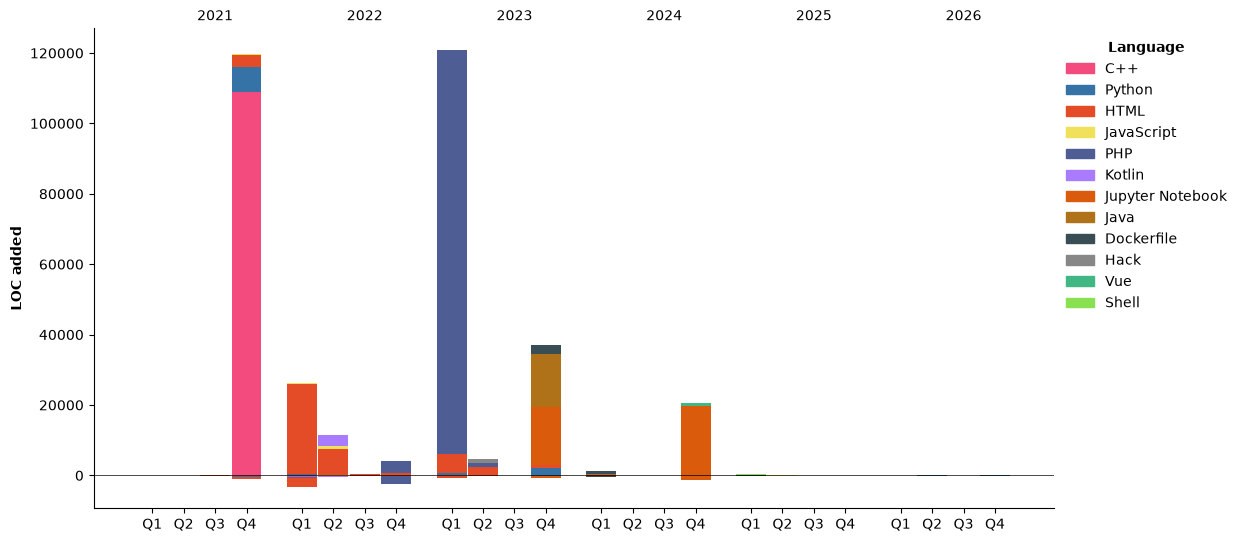 2021 2022 2023 2024 2025 2026
LOC added
120000
100000
80000
60000
40000
20000
0
Q1 Q2 Q3 Q4 Q1 Q2 Q3 Q4 Q1 Q2 Q3 Q4 Q1 Q2 Q3 Q4 Q1 Q2 Q3 Q4 Q1 Q2 Q3 Q4
Language
C++
Python
HTML
JavaScript
PHP
Kotlin
Jupyter Notebook
Java
Dockerfile
Hack
Vue
Shell